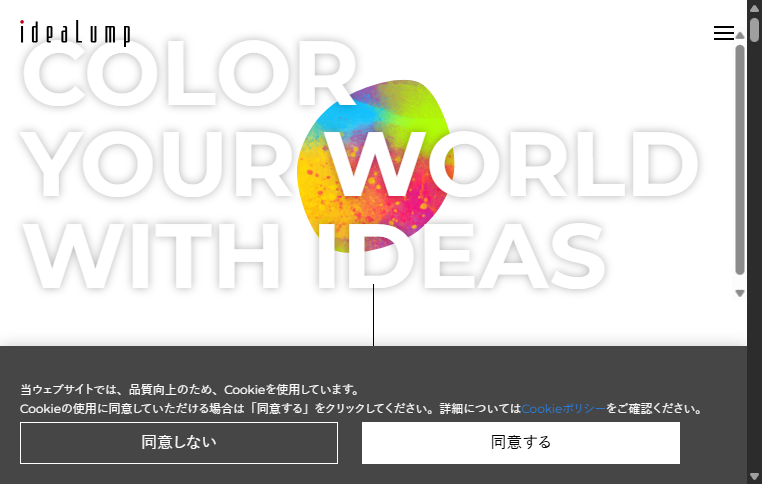 idealump
COLOR
YOUR WORLD
WITH IDEAS
当ウェブサイトでは、品質向上のため、Cookieを使用しています。
Cookieの使用に同意していただける場合は「同意する」をクリックしてください。詳細についてはCookieポリシーをご確認ください。
同意しない
同意する